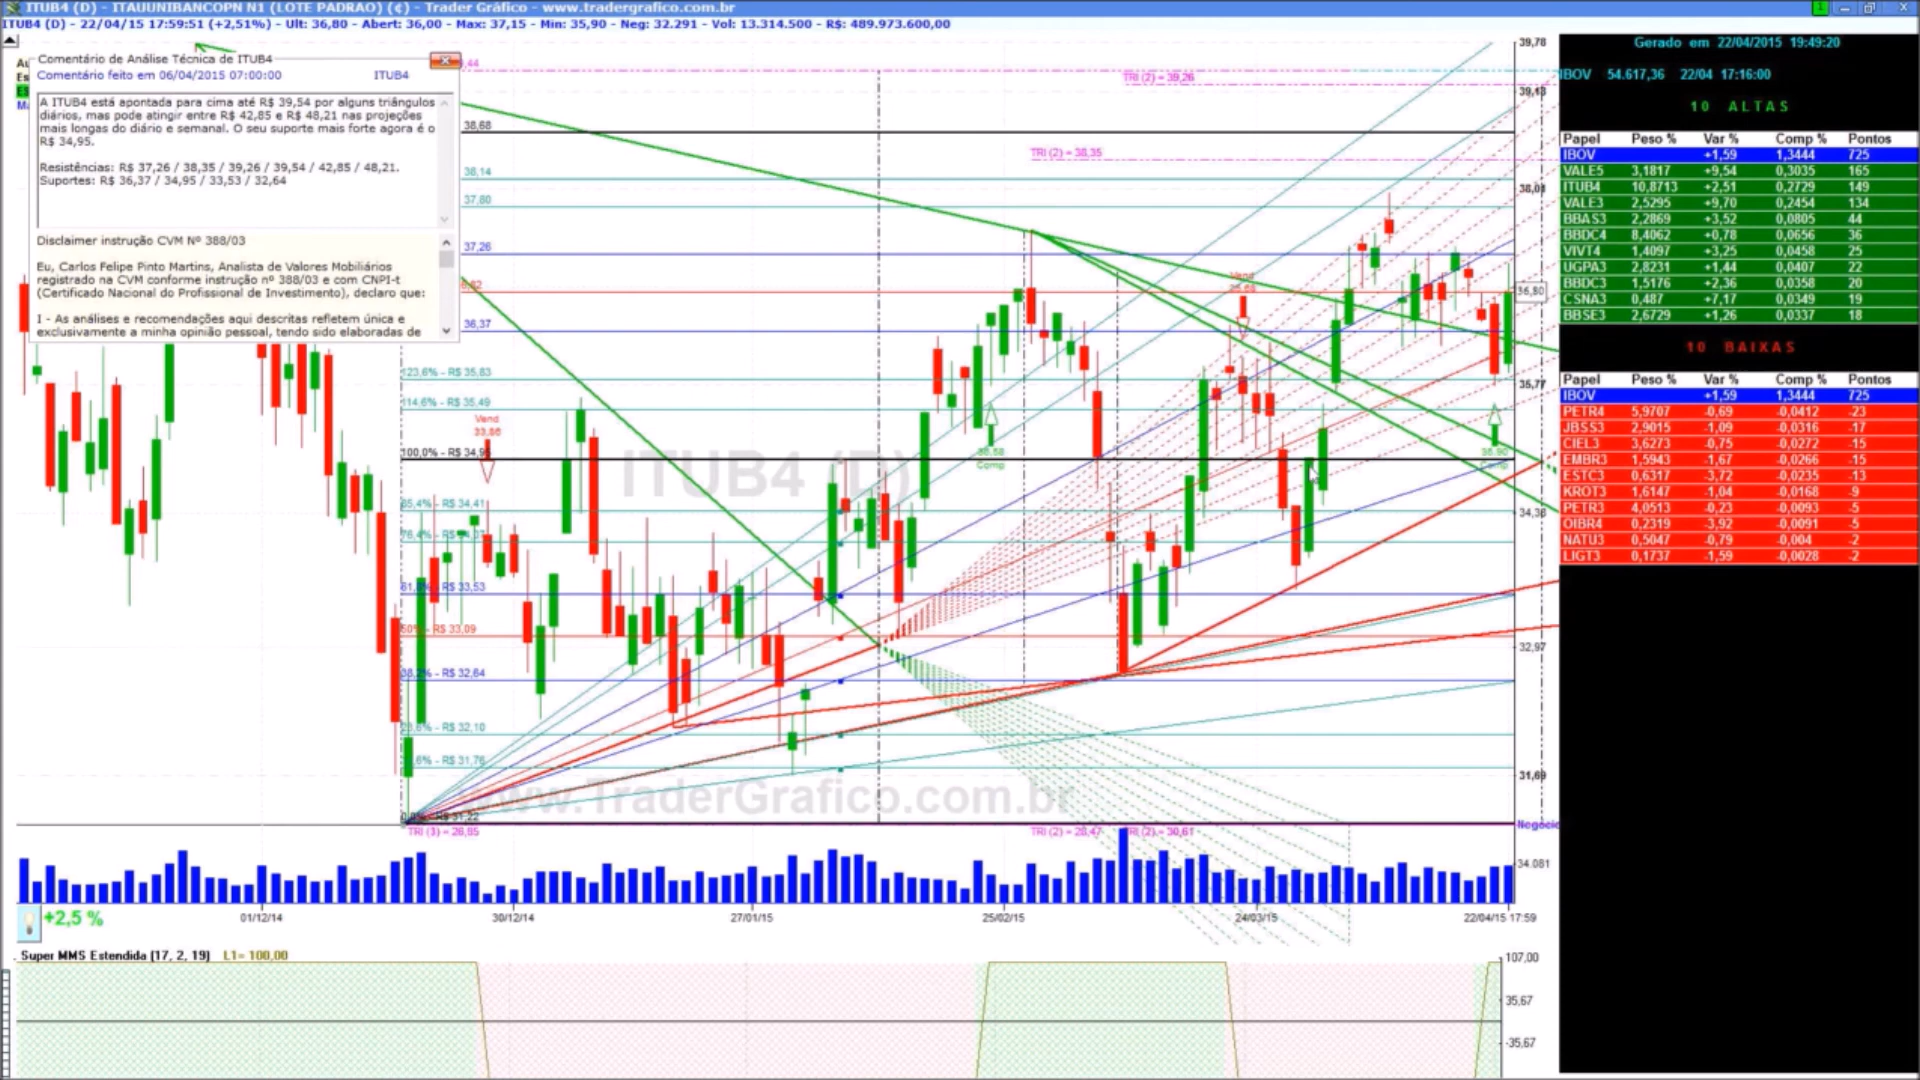 ITUB4 (D) - ITAUUNIBANCOPN N1 (LOTE PADRAO) (¢) - Trader Gráfico - www.tradergrafico.com.br
ITUB4 (D) - 22/04/15 17:59:51 (+2,51%) - Ult: 36,80 - Abert: 36,00 - Max: 37,15 - Min: 35,90 - Neg: 32.291 - Vol: 13.314.500 - R$: 489.973.600,00
Comentário de Análise Técnica de ITUB4
Comentário feito em 06/04/2015 07:00:00 ITUB4
A ITUB4 está apontada para cima até R$ 39,54 por alguns triângulos
diários, mas pode atingir entre R$ 42,85 e R$ 48,21 nas projeções
mais longas do diário e semanal. O seu suporte mais forte agora é o
R$ 34,95.
Resistências: R$ 37,26 / 38,35 / 39,26 / 39,54 / 42,85 / 48,21.
Suportes: R$ 36,37 / 34,95 / 33,53 / 32,64
Disclaimer instrução CVM Nº 388/03
Eu, Carlos Felipe Pinto Martins, Analista de Valores Mobiliários
registrado na CVM conforme instrução nº 388/03 e com CNPI-t
(Certificado Nacional do Profissional de Investimento), declaro que:
I - As análises e recomendações aqui descritas refletem única e
exclusivamente a minha opinião pessoal, tendo sido elaboradas de
TRI (2) = 39,26
38,68
TRI (2) = 38,35
38,14
37,80
37,26
36,37
123,6% - R$ 35,83
114,6% - R$ 35,49
Vend
100,0% - R$ 34,9
R$ 34,41
61,8% - R$ 33,53
50% - R$ 33,09
38,2% - R$ 32,64
23,6% - R$ 32,10
R$ 31,76
R$ 31,22
Vend
Comp
Comp
ITUB4 (D)
www.TraderGrafico.com.br
TRI (3) = 26,95
TRI (2) = 28,47
TRI (2) = 30,61
39,78
39,13
38,01
36,80
35,77
34,33
32,97
31,69
Negócio
34.081
+2,5 %
01/12/14
30/12/14
27/01/15
25/02/15
24/03/15
22/04/15 17:59
Super MMS Estendida (17, 2, 19) L1= 100,00
107,00
35,67
-35,67
Gerado em 22/04/2015 19:49:20
IBOV 54.617,36 22/04 17:16:00
10 ALTAS
Papel Peso % Var % Comp % Pontos
IBOV +1,59 1,3444 725
VALE5 3,1817 +9,54 0,3035 165
ITUB4 10,8713 +2,51 0,2729 149
VALE3 2,5295 +9,70 0,2454 134
BBAS3 2,2869 +3,52 0,0805 44
BBDC4 8,4062 +0,78 0,0656 36
VIVT4 1,4097 +3,25 0,0458 25
UGPA3 2,8231 +1,44 0,0407 22
BBDC3 1,5176 +2,36 0,0358 20
CSNA3 0,487 +7,17 0,0349 19
BBSE3 2,6729 +1,26 0,0337 18
10 BAIXAS
Papel Peso % Var % Comp % Pontos
IBOV +1,59 1,3444 725
PETR4 5,9707 -0,69 -0,0412 -23
JBSS3 2,9015 -1,09 -0,0316 -17
CIEL3 3,6273 -0,75 -0,0272 -15
EMBR3 1,5943 -1,67 -0,0266 -15
ESTC3 0,6317 -3,72 -0,0235 -13
KROT3 1,6147 -1,04 -0,0168 -9
PETR3 4,0513 -0,23 -0,0093 -5
OIBR4 0,2319 -3,92 -0,0091 -5
NATU3 0,5047 -0,79 -0,004 -2
LIGT3 0,1737 -1,59 -0,0028 -2